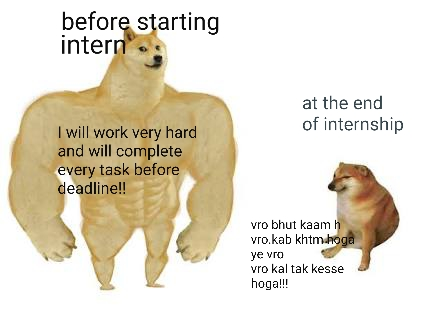 before starting
intern
I will work very hard
and will complete
every task before
deadline!!
at the end
of internship
vro bhut kaam h
vro.kab khtm hoga
ye vro
vro kal tak kesse
hoga!!!